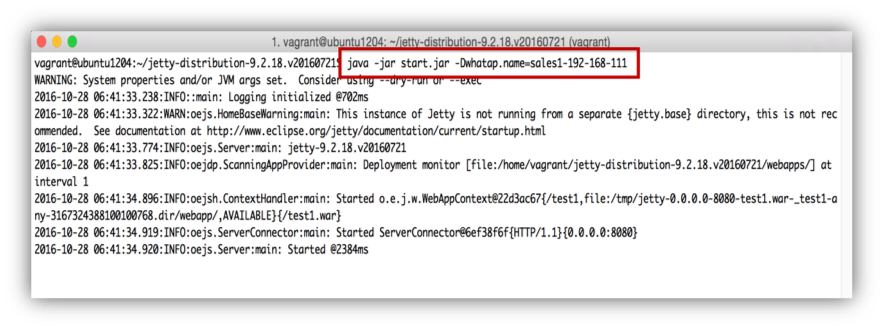 1. vagrant@ubuntu1204: ~/jetty-distribution-9.2.18.v20160721 (vagrant)
vagrant@ubuntu1204:~/jetty-distribution-9.2.18.v20160721$ java -jar start.jar -Dwhatap.name=sales1-192-168-111
WARNING: System properties and/or JVM args set.  Consider using --dry-run or --exec
2016-10-28 06:41:33.238:INFO::main: Logging initialized @702ms
2016-10-28 06:41:33.322:WARN:oejs.HomeBaseWarning:main: This instance of Jetty is not running from a separate {jetty.base} directory, this is not rec
ommended.  See documentation at http://www.eclipse.org/jetty/documentation/current/startup.html
2016-10-28 06:41:33.774:INFO:oejs.Server:main: jetty-9.2.18.v20160721
2016-10-28 06:41:33.825:INFO:oejdp.ScanningAppProvider:main: Deployment monitor [file:/home/vagrant/jetty-distribution-9.2.18.v20160721/webapps/] at
interval 1
2016-10-28 06:41:34.896:INFO:oejsh.ContextHandler:main: Started o.e.j.w.WebAppContext@22d3ac67{/test1,file:/tmp/jetty-0.0.0.0-8080-test1.war-_test1-a
ny-3167324388100100768.dir/webapp/,AVAILABLE}{/test1.war}
2016-10-28 06:41:34.919:INFO:oejs.ServerConnector:main: Started ServerConnector@6ef38f6f{HTTP/1.1}{0.0.0.0:8080}
2016-10-28 06:41:34.920:INFO:oejs.Server:main: Started @2384ms